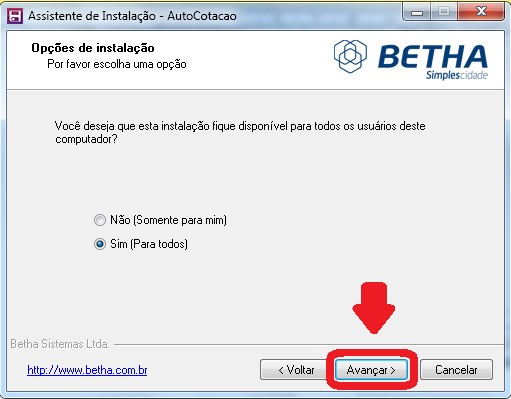 Assistente de Instalação - AutoCotacao
Opções de instalação
Por favor escolha uma opção
BETHA
Simplescidade
Você deseja que esta instalação fique disponível para todos os usuários deste
computador?
Não (Somente para mim)
Sim (Para todos)
Betha Sistemas Ltda.
http://www.betha.com.br
< Voltar
Avançar >
Cancelar